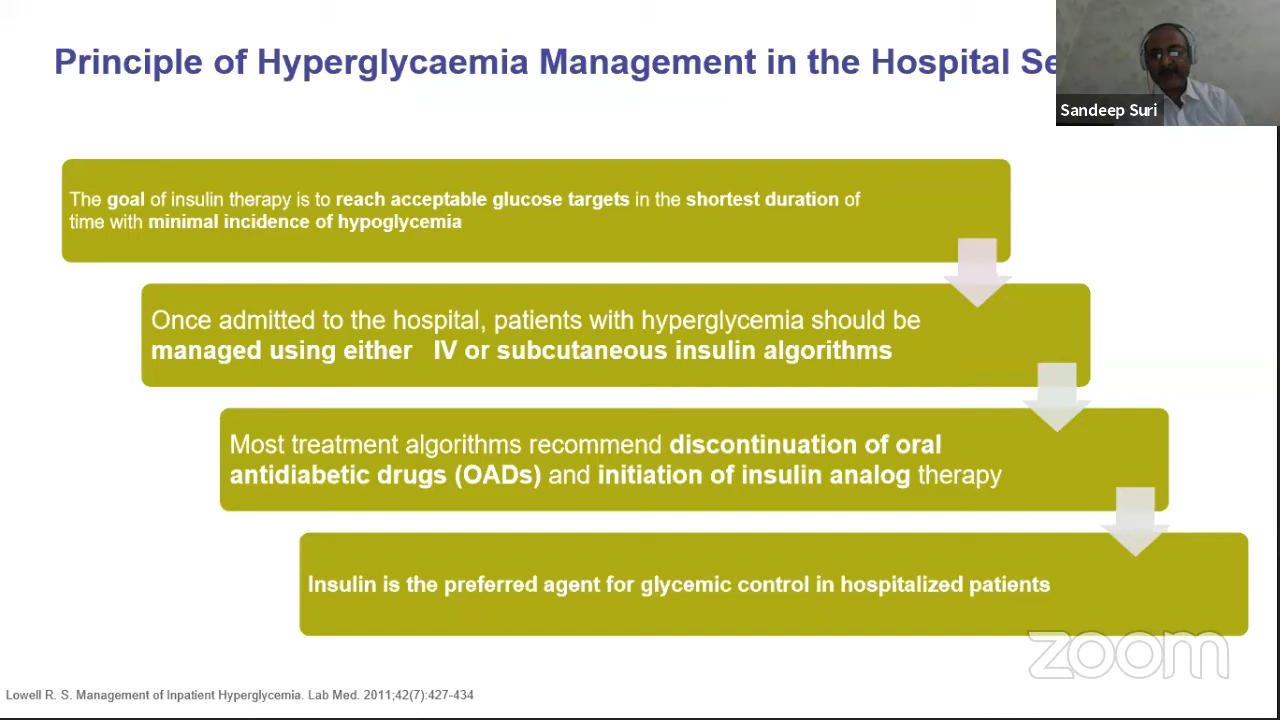 Principle of Hyperglycaemia Management in the Hospital Se
Sandeep Suri
The goal of insulin therapy is to reach acceptable glucose targets in the shortest duration of
time with minimal incidence of hypoglycemia
Once admitted to the hospital, patients with hyperglycemia should be
managed using either IV or subcutaneous insulin algorithms
Most treatment algorithms recommend discontinuation of oral
antidiabetic drugs (OADs) and initiation of insulin analog therapy
Insulin is the preferred agent for glycemic control in hospitalized patients
zoom
Lowell R. S. Management of Inpatient Hyperglycemia. Lab Med. 2011;42(7):427-434